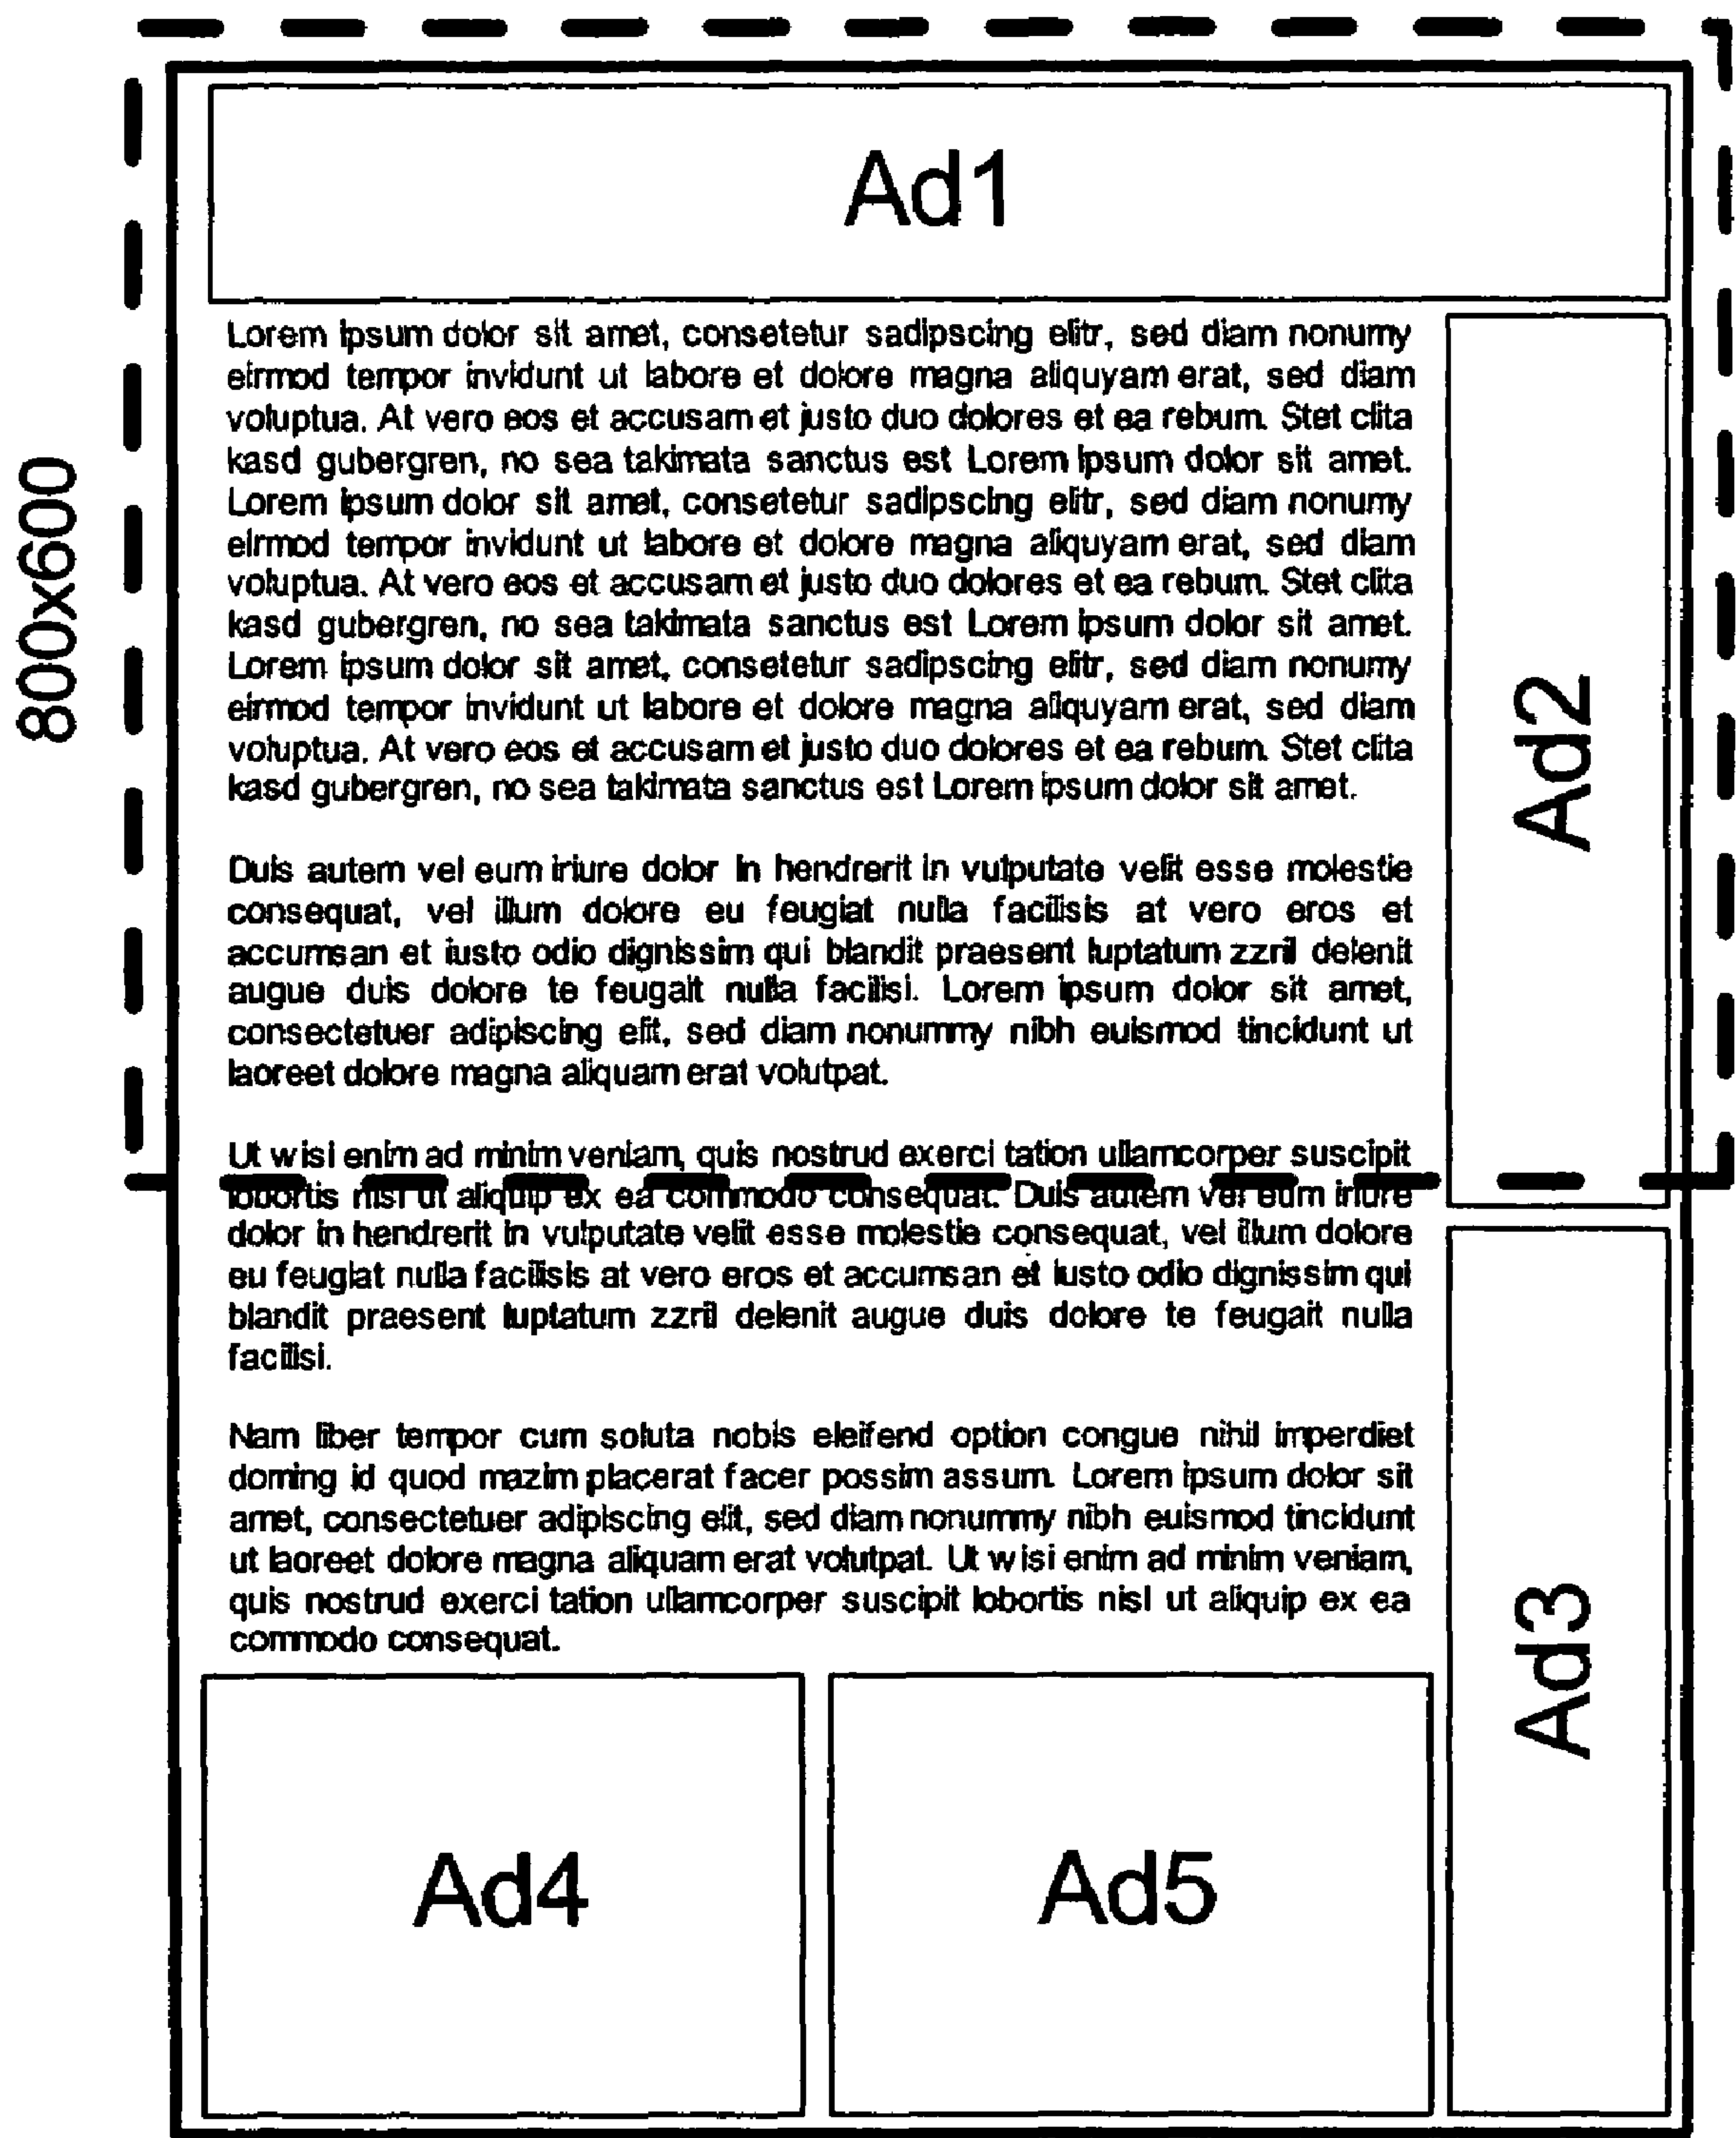 800x600
Ad1
Lorem ipsum dolor sit amet, consetetur sadipscing elitr, sed diam nonumy
eirmod tempor invidunt ut labore et dolore magna aliquyam erat, sed diam
voluptua. At vero eos et accusam et justo duo dolores et ea rebum. Stet clita
kasd gubergren, no sea takimata sanctus est Lorem ipsum dolor sit amet.
Lorem ipsum dolor sit amet, consetetur sadipscing elitr, sed diam nonumy
eirmod tempor invidunt ut labore et dolore magna aliquyam erat, sed diam
voluptua. At vero eos et accusam et justo duo dolores et ea rebum. Stet clita
kasd gubergren, no sea takimata sanctus est Lorem ipsum dolor sit amet.
Lorem ipsum dolor sit amet, consetetur sadipscing elitr, sed diam nonumy
eirmod tempor invidunt ut labore et dolore magna aliquyam erat, sed diam
voluptua. At vero eos et accusam et justo duo dolores et ea rebum. Stet clita
kasd gubergren, no sea takimata sanctus est Lorem ipsum dolor sit amet.
Duis autem vel eum iriure dolor in hendrerit in vulputate velit esse molestie
consequat, vel illum dolore eu feugiat nulla facilisis at vero eros et
accumsan et iusto odio dignissim qui blandit praesent luptatum zzril delenit
augue duis dolore te feugait nulla facilisi. Lorem ipsum dolor sit amet,
consectetuer adipiscing elit, sed diam nonummy nibh euismod tincidunt ut
laoreet dolore magna aliquam erat volutpat.
Ut wisi enim ad minim veniam, quis nostrud exerci tation ullamcorper suscipit
lobortis nisl ut aliquip ex ea commodo consequat. Duis autem vel eum iriure
dolor in hendrerit in vulputate velit esse molestie consequat, vel illum dolore
eu feugiat nulla facilisis at vero eros et accumsan et iusto odio dignissim qui
blandit praesent luptatum zzril delenit augue duis dolore te feugait nulla
facilisi.
Nam liber tempor cum soluta nobis eleifend option congue nihil imperdiet
doming id quod mazim placerat facer possim assum. Lorem ipsum dolor sit
amet, consectetuer adipiscing elit, sed diam nonummy nibh euismod tincidunt
ut laoreet dolore magna aliquam erat volutpat. Ut wisi enim ad minim veniam,
quis nostrud exerci tation ullamcorper suscipit lobortis nisl ut aliquip ex ea
commodo consequat.
Ad2
Ad3
Ad4
Ad5